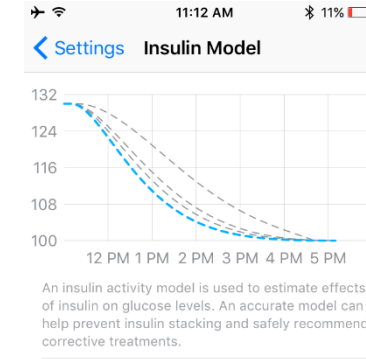 11:12 AM
11%
Settings
Insulin Model
132
124
116
108
100
12 PM 1 PM 2 PM 3 PM 4 PM 5 PM
An insulin activity model is used to estimate effects
of insulin on glucose levels. An accurate model can
help prevent insulin stacking and safely recommend
corrective treatments.